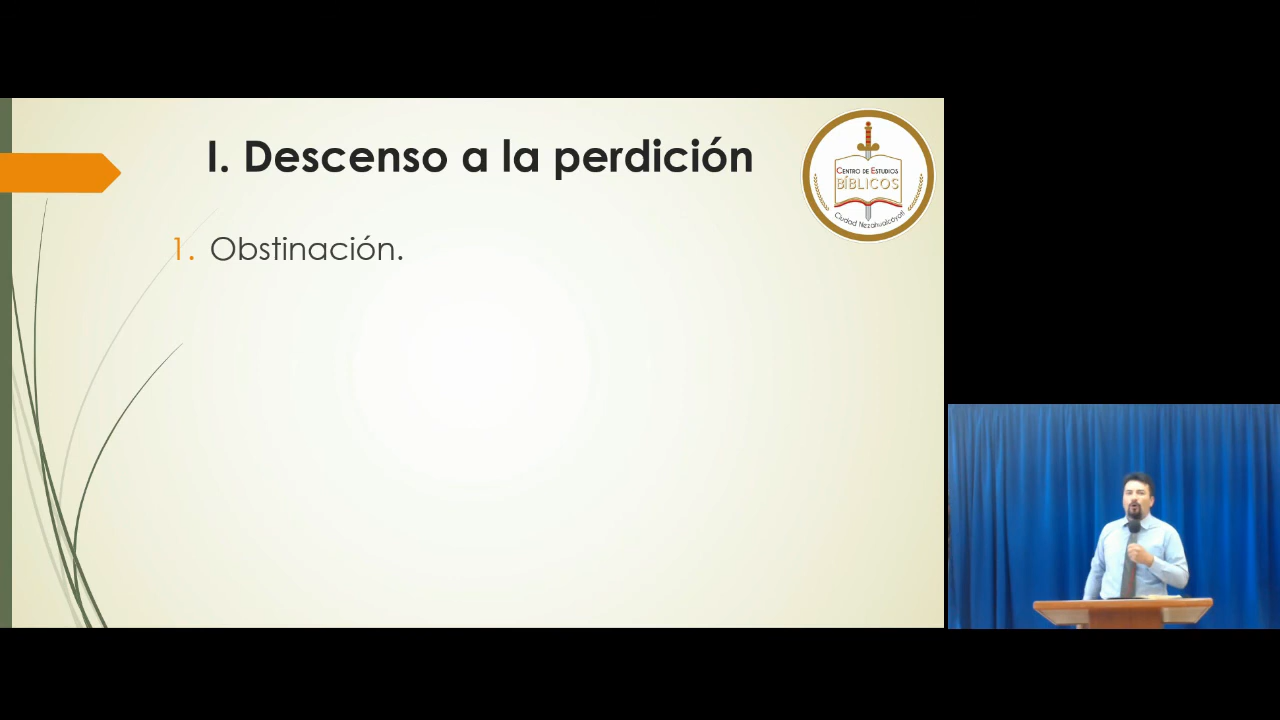 I. Descenso a la perdición
CENTRO DE ESTUDIOS
BÍBLICOS
Ciudad Nezahualcóyotl
1. Obstinación.